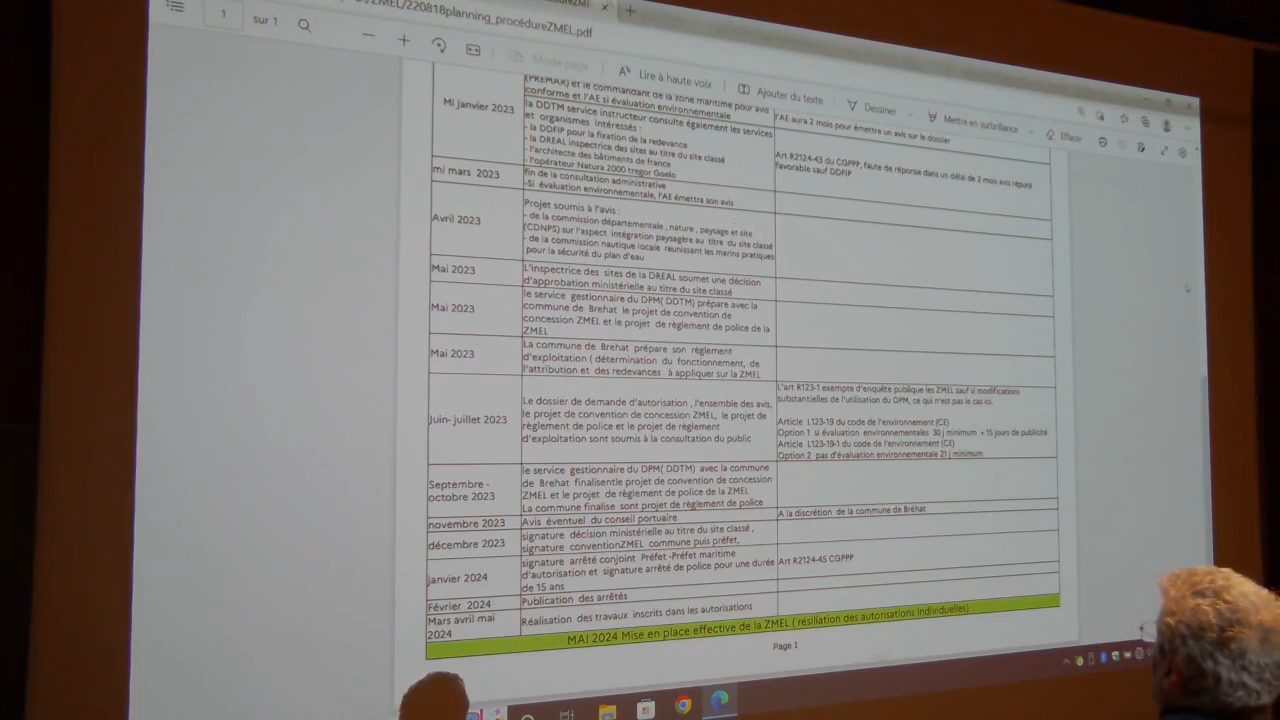 /ZMEL/220818planning_procédureZMEL.pdf
1 sur 1
Mode page
Lire à haute voix
Ajouter du texte
Dessiner
Mettre en surbrillance
Effacer
Mi janvier 2023
(PREMAR) et le commandant de la zone maritime pour avis
conforme et l'AE si évaluation environnementale
la DDTM service instructeur consulte également les services
et organismes intéressés :
- la DDFIP pour la fixation de la redevance
- la DREAL inspectrice des sites au titre du site classé
- l'architecte des bâtiments de france
- l'opérateur Natura 2000 tregor Goelo
l'AE aura 2 mois pour émettre un avis sur le dossier
Art R2124-43 du CGPPP, faute de réponse dans un délai de 2 mois avis réputé
favorable sauf DDFIP
mi mars 2023
fin de la consultation administrative
-Si évaluation environnementale, l'AE émettra son avis
Avril 2023
Projet soumis à l'avis :
- de la commission départementale , nature , paysage et site
(CDNPS) sur l'aspect intégration paysagère au titre du site classé
- de la commission nautique locale reunissant les marins pratiques
pour la sécurité du plan d'eau
Mai 2023
L'inspectrice des sites de la DREAL soumet une décision
d'approbation ministérielle au titre du site classé
Mai 2023
le service gestionnaire du DPM( DDTM) prépare avec la
commune de Brehat le projet de convention de
concession ZMEL et le projet de règlement de police de la
ZMEL
Mai 2023
La commune de Brehat prépare son règlement
d'exploitation ( détermination du fonctionnement, de
l'attribution et des redevances à appliquer sur la ZMEL
Juin- juillet 2023
Le dossier de demande d'autorisation , l'ensemble des avis,
le projet de convention de concession ZMEL, le projet de
règlement de police et le projet de règlement
d'exploitation sont soumis à la consultation du public
L'art R123-1 exempte d'enquête publique les ZMEL sauf si modifications
substantielles de l'utilisation du DPM, ce qui n'est pas le cas ici.
Article L123-19 du code de l'environnement (CE)
Option 1 si évaluation environnementales 30 j minimum + 15 jours de publicité
Article L123-19-1 du code de l'environnement (CE)
Option 2 pas d'évaluation environnementale 21 j minimum
Septembre -
octobre 2023
le service gestionnaire du DPM( DDTM) avec la commune
de Brehat finalisentle projet de convention de concession
ZMEL et le projet de règlement de police de la ZMEL
La commune finalise sont projet de règlement de police
novembre 2023
Avis éventuel du conseil portuaire
A la discrétion de la commune de Bréhat
décembre 2023
signature décision ministérielle au titre du site classé ,
signature conventionZMEL commune puis préfet,
janvier 2024
signature arrêté conjoint Préfet -Préfet maritime
d'autorisation et signature arrêté de police pour une durée
de 15 ans
Art R2124-45 CGPPP
Février 2024
Publication des arrêtés
Mars avril mai
2024
Réalisation des travaux inscrits dans les autorisations
MAI 2024 Mise en place effective de la ZMEL ( résiliation des autorisations individuelles)
Page 1